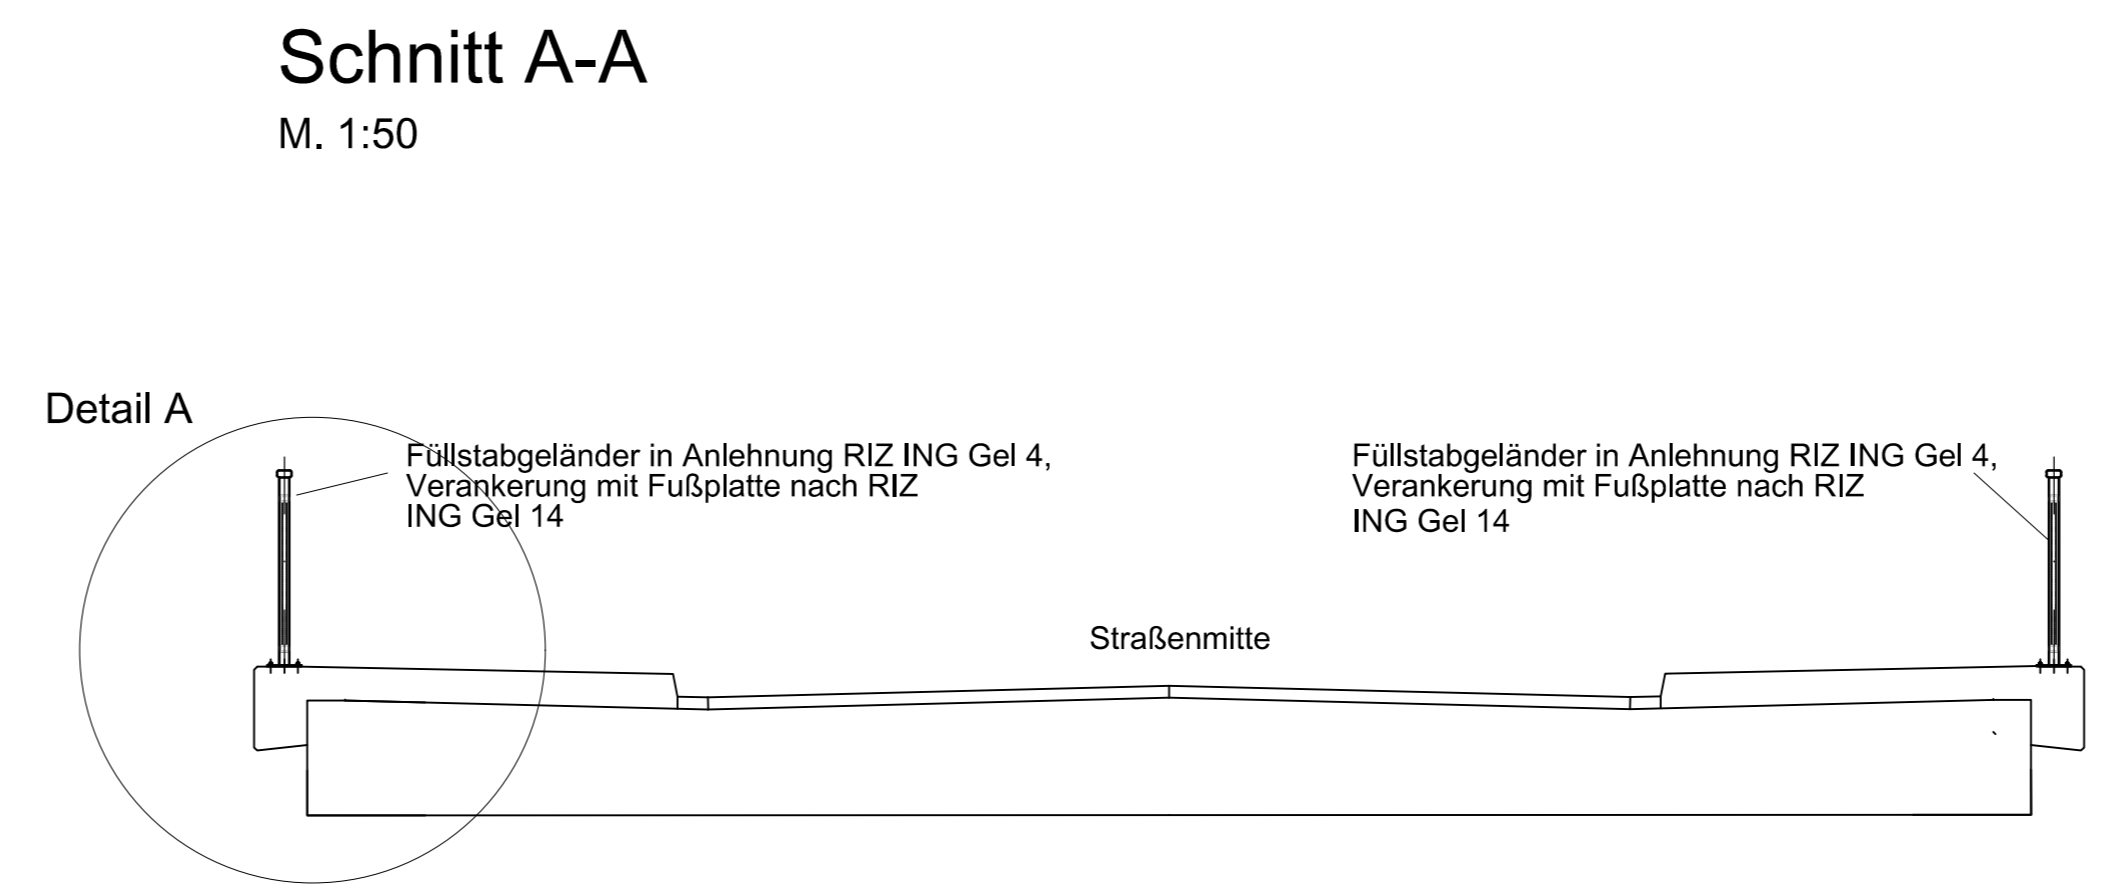 Schnitt A-A
M. 1:50
Detail A
Füllstabgeländer in Anlehnung RIZ ING Gel 4,
Verankerung mit Fußplatte nach RIZ
ING Gel 14
Füllstabgeländer in Anlehnung RIZ ING Gel 4,
Verankerung mit Fußplatte nach RIZ
ING Gel 14
Straßenmitte